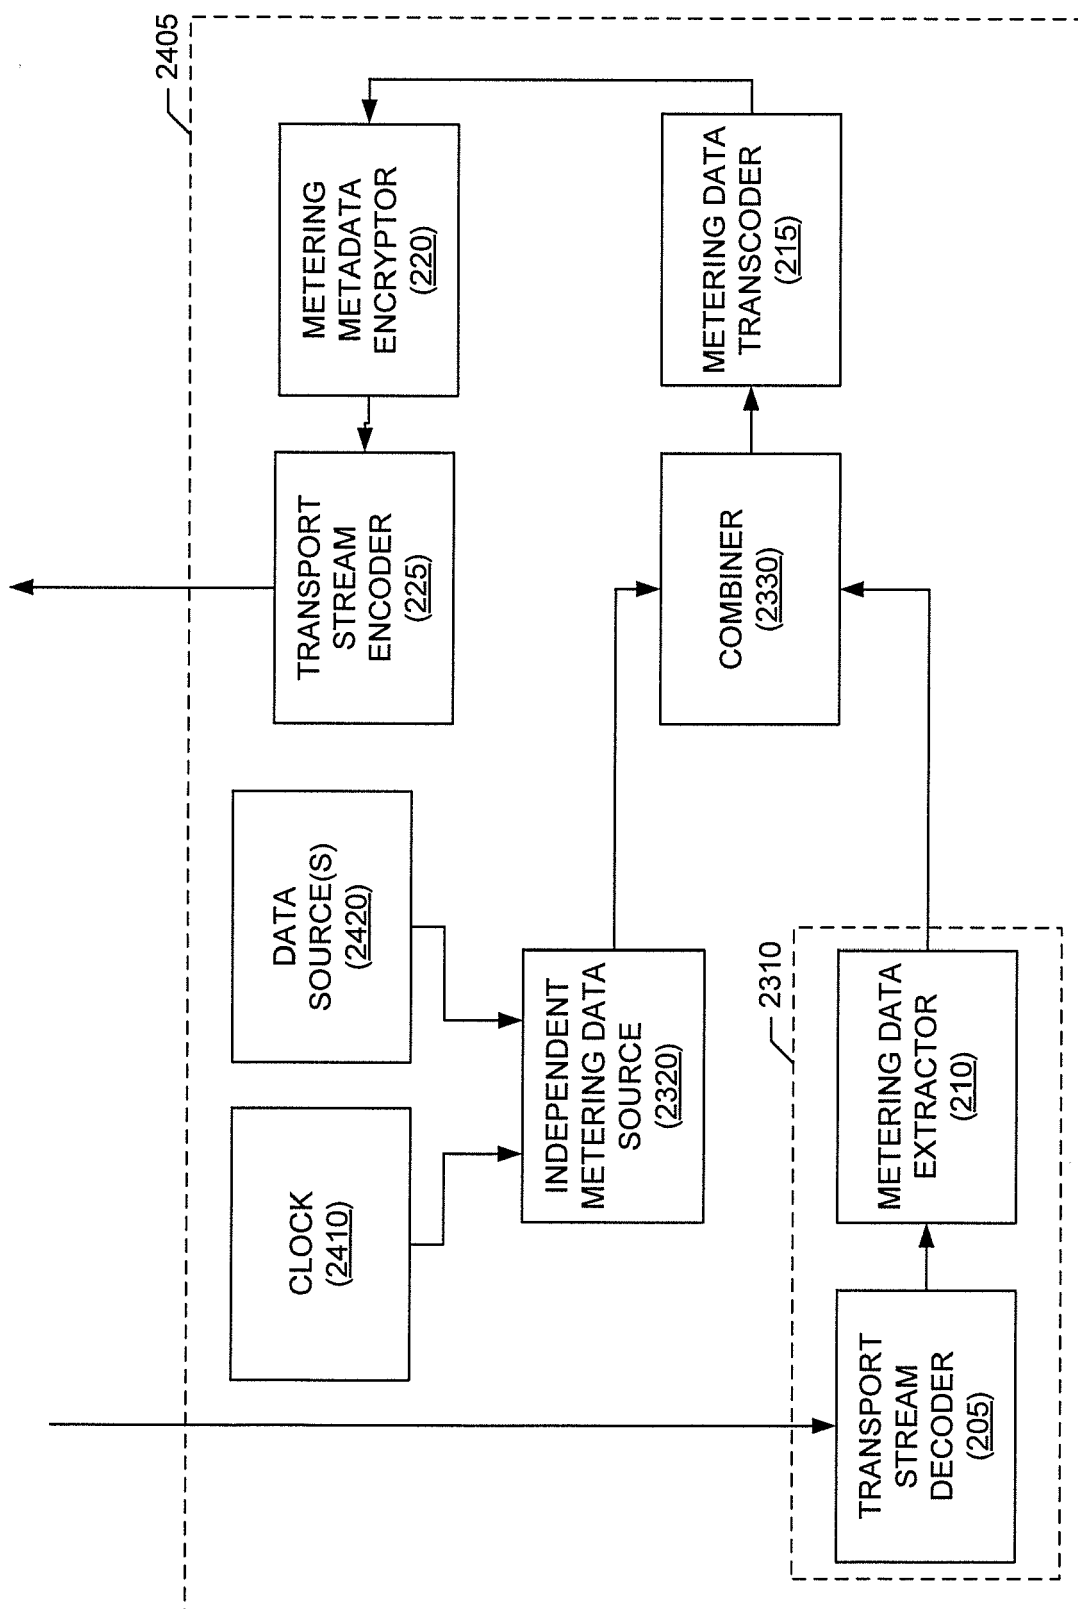 2405
METERING
METADATA
ENCRYPTOR
(220)
METERING DATA
TRANSCODER
(215)
TRANSPORT
STREAM
ENCODER
(225)
COMBINER
(2330)
DATA
SOURCE(S)
(2420)
INDEPENDENT
METERING DATA
SOURCE
(2320)
2310
METERING DATA
EXTRACTOR
(210)
CLOCK
(2410)
TRANSPORT
STREAM
DECODER
(205)